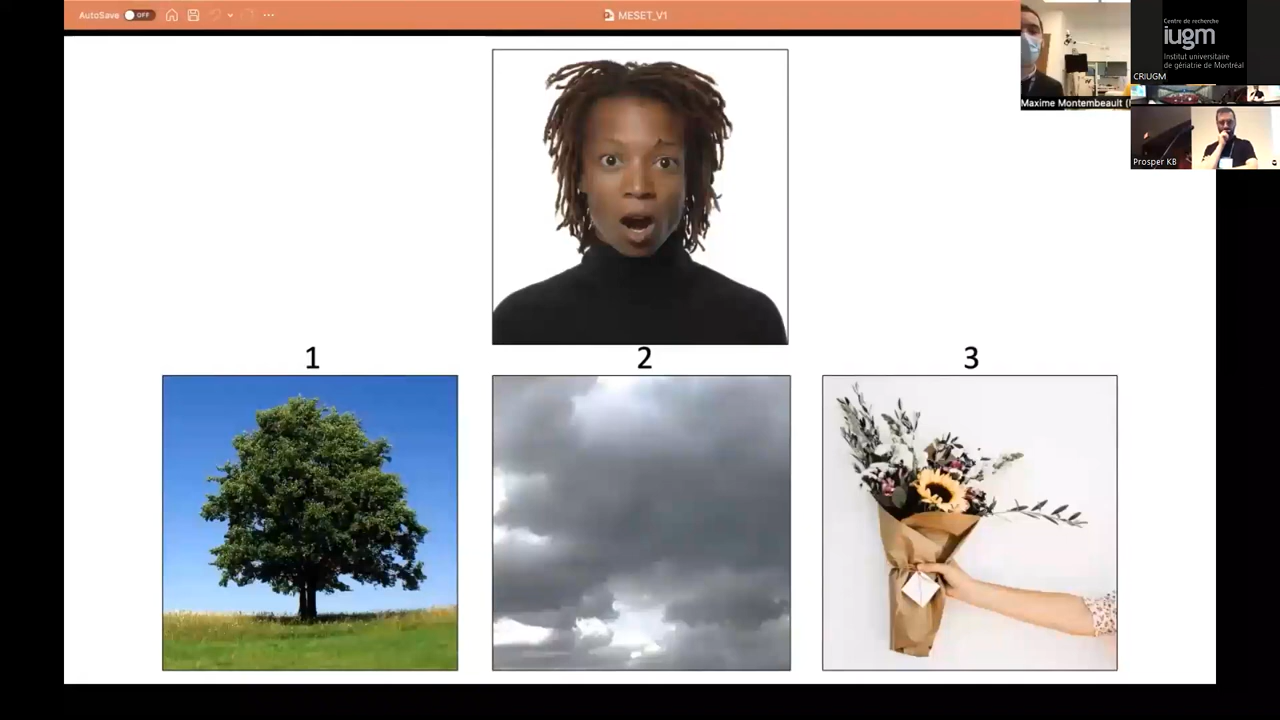 AutoSave OFF
MESET_V1
Centre de recherche
iugm
Institut universitaire
de gériatrie de Montréal
CRIUGM
Maxime Montembeault (
Prosper KB
1
2
3